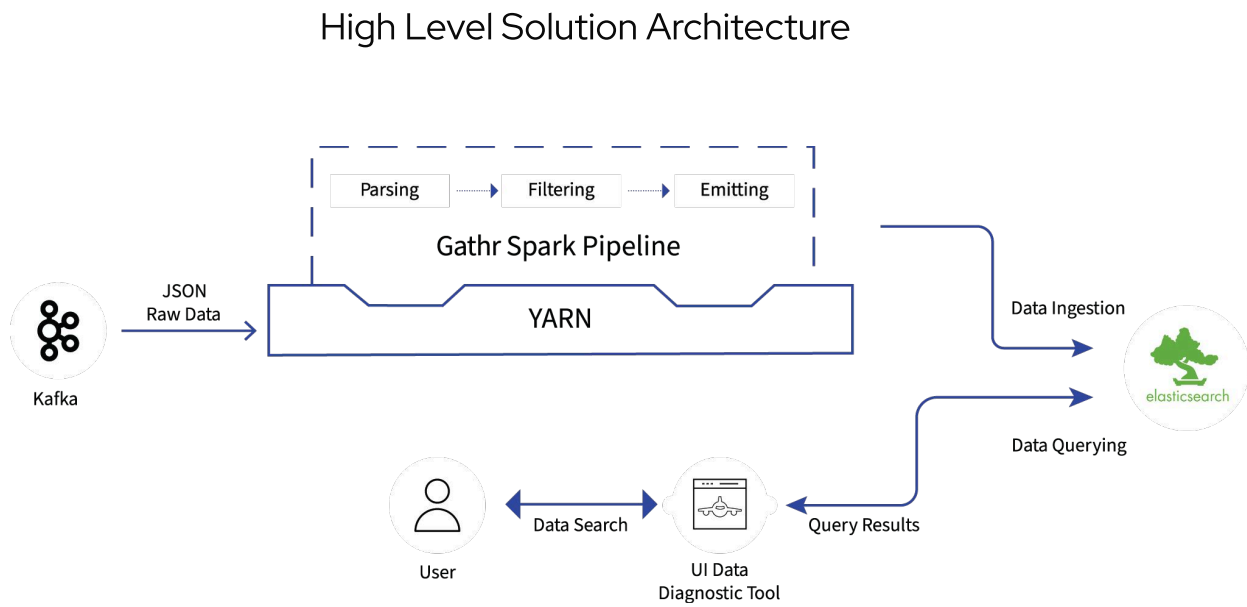 High Level Solution Architecture
Parsing
Filtering
Emitting
Gathr Spark Pipeline
JSON
Raw Data
YARN
Kafka
Data Ingestion
elasticsearch
Data Querying
Data Search
Query Results
User
UI Data
Diagnostic Tool